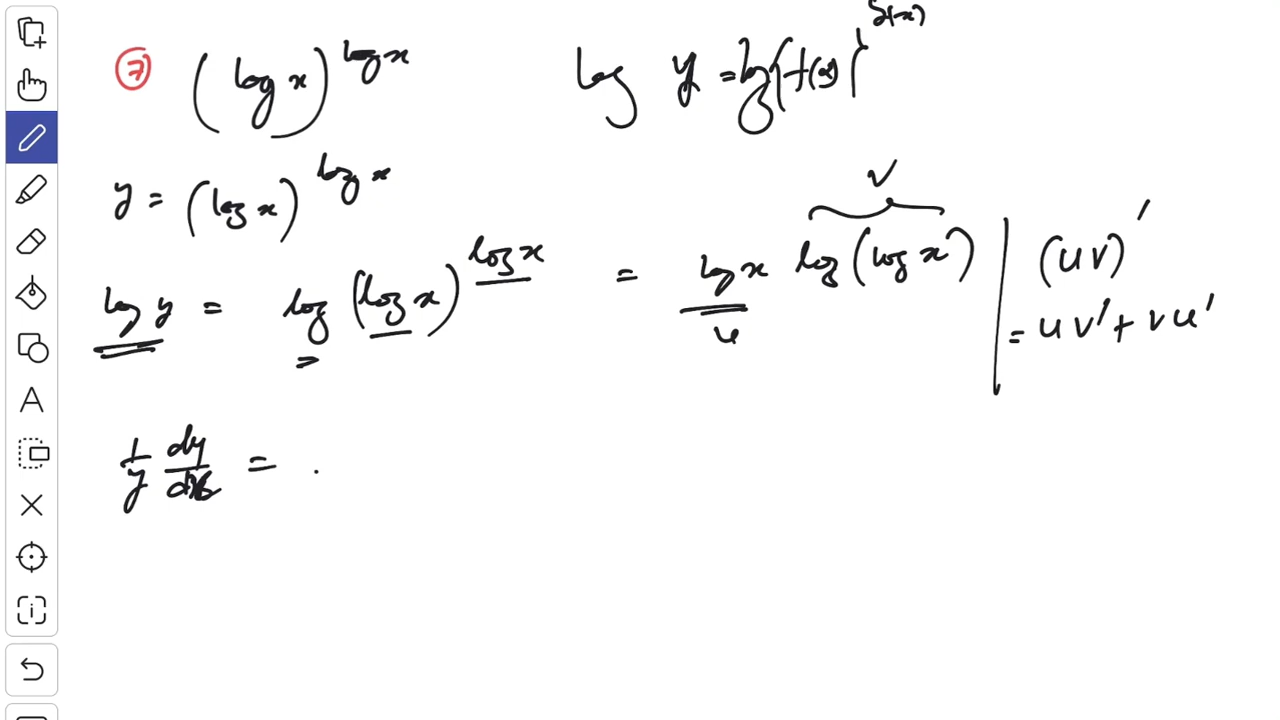 ⑦ (log x)^log x
log y = log {f(x)}^g(x)
y = (log x)^log x
log y = log (log x)^log x = log x log (log x) | (uv)'
u
v
= uv' + vu'
1/y dy/dx = .
A